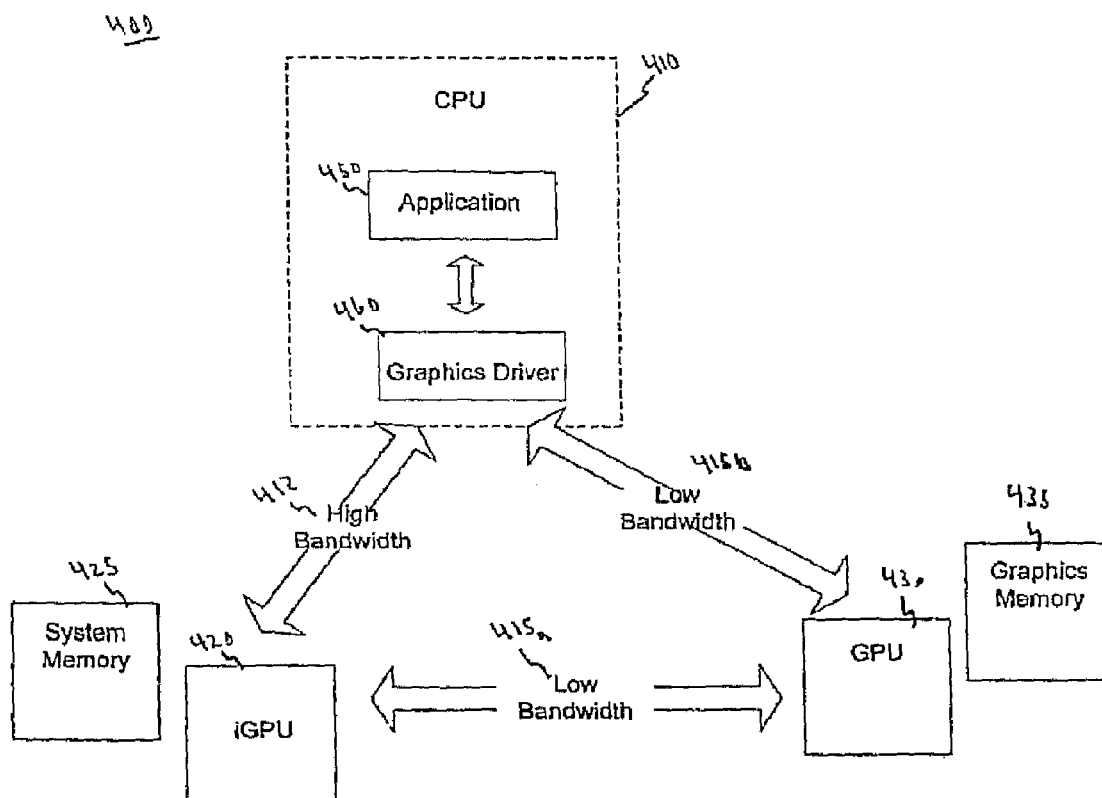 400
410
CPU
450
Application
460
Graphics Driver
412
High
Bandwidth
415b
Low
Bandwidth
435
Graphics
Memory
430
GPU
425
System
Memory
420
iGPU
415a
Low
Bandwidth